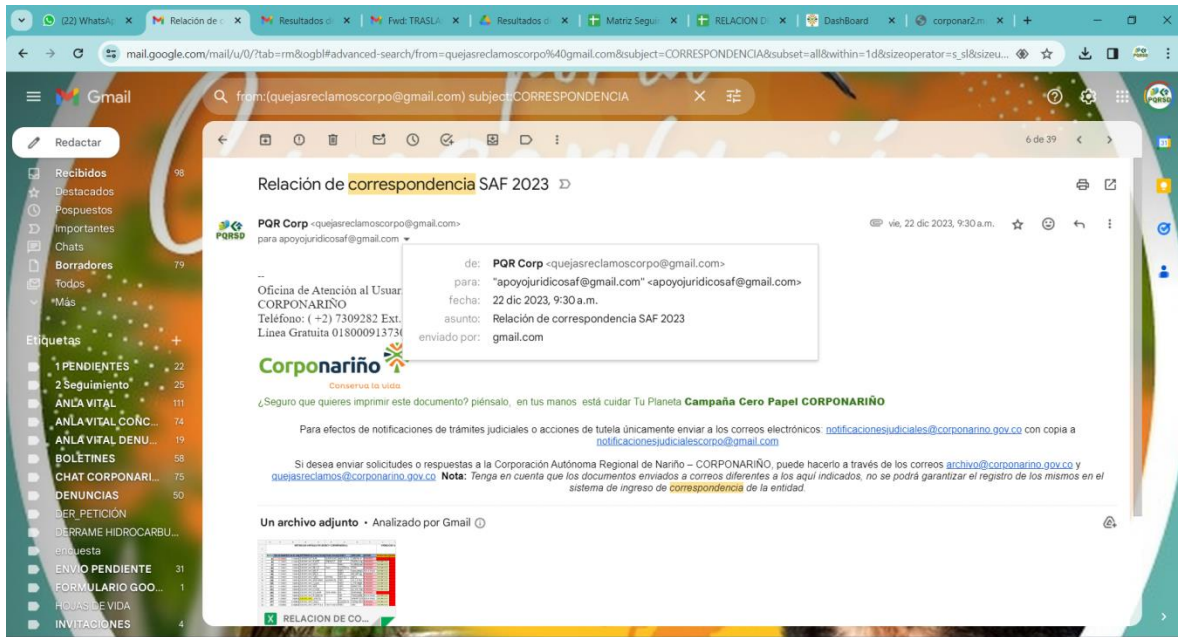 (22) WhatsAp
Relación de c
Resultados d
Fwd: TRASLA
Resultados d
Matriz Segui
RELACION D
DashBoard
corponar2.m
mail.google.com/mail/u/0/?tab=rm&ogbl#advanced-search/from=quejasreclamoscorpo%40gmail.com&subject=CORRESPONDENCIA&subset=all&within=1d&sizeoperator=s_sl&sizeu...
Gmail
from:(quejasreclamoscorpo@gmail.com) subject:CORRESPONDENCIA
PQRSD
Redactar
6 de 39
Recibidos 98
Destacados
Pospuestos
Importantes
Chats
Borradores 79
Todos
Más
Etiquetas
1 PENDIENTES 22
2 Seguimiento 25
ANLA VITAL 111
ANLA VITAL CONC... 74
ANLA VITAL DENU... 19
BOLETINES 58
CHAT CORPONARI... 75
DENUNCIAS 50
DER_PETICIÓN
DERRAME HIDROCARBU...
encuesta
ENVIO PENDIENTE 31
FORMULARIO GOO... 1
HOJAS DE VIDA
INVITACIONES 4
Relación de correspondencia SAF 2023
PQRSD
PQR Corp <quejasreclamoscorpo@gmail.com>
vie, 22 dic 2023, 9:30 a.m.
para apoyojuridicosaf@gmail.com
de: PQR Corp <quejasreclamoscorpo@gmail.com>
para: "apoyojuridicosaf@gmail.com" <apoyojuridicosaf@gmail.com>
fecha: 22 dic 2023, 9:30 a.m.
asunto: Relación de correspondencia SAF 2023
enviado por: gmail.com
--
Oficina de Atención al Usuar
CORPONARIÑO
Teléfono: ( +2) 7309282 Ext.
Línea Gratuita 01800091373
Corponariño
Conserva la vida
¿Seguro que quieres imprimir este documento? piénsalo, en tus manos está cuidar Tu Planeta Campaña Cero Papel CORPONARIÑO
Para efectos de notificaciones de trámites judiciales o acciones de tutela únicamente enviar a los correos electrónicos: notificacionesjudiciales@corponarino.gov.co con copia a
notificacionesjudicialescorpo@gmail.com
Si desea enviar solicitudes o respuestas a la Corporación Autónoma Regional de Nariño – CORPONARIÑO, puede hacerlo a través de los correos archivo@corponarino.gov.co y
quejasreclamos@corponarino.gov.co Nota: Tenga en cuenta que los documentos enviados a correos diferentes a los aquí indicados, no se podrá garantizar el registro de los mismos en el
sistema de ingreso de correspondencia de la entidad.
Un archivo adjunto • Analizado por Gmail
RELACION DE CO...